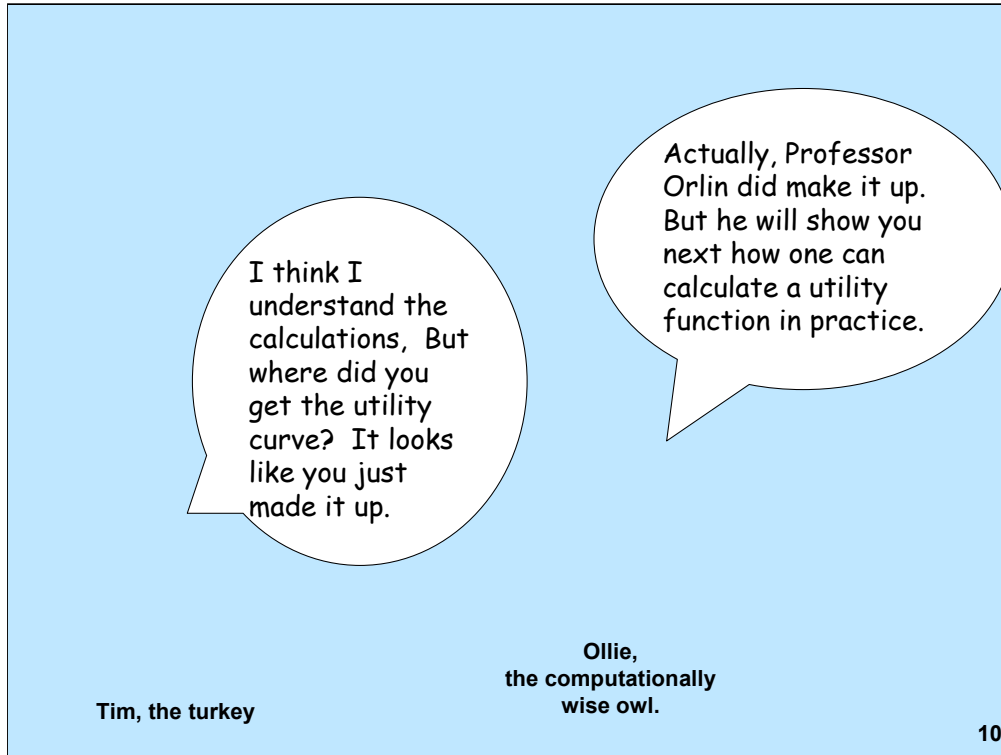 I think I
understand the
calculations,  But
where did you
get the utility
curve?  It looks
like you just
made it up.
Actually, Professor
Orlin did make it up.
But he will show you
next how one can
calculate a utility
function in practice.
Tim, the turkey
Ollie,
the computationally
wise owl.
10